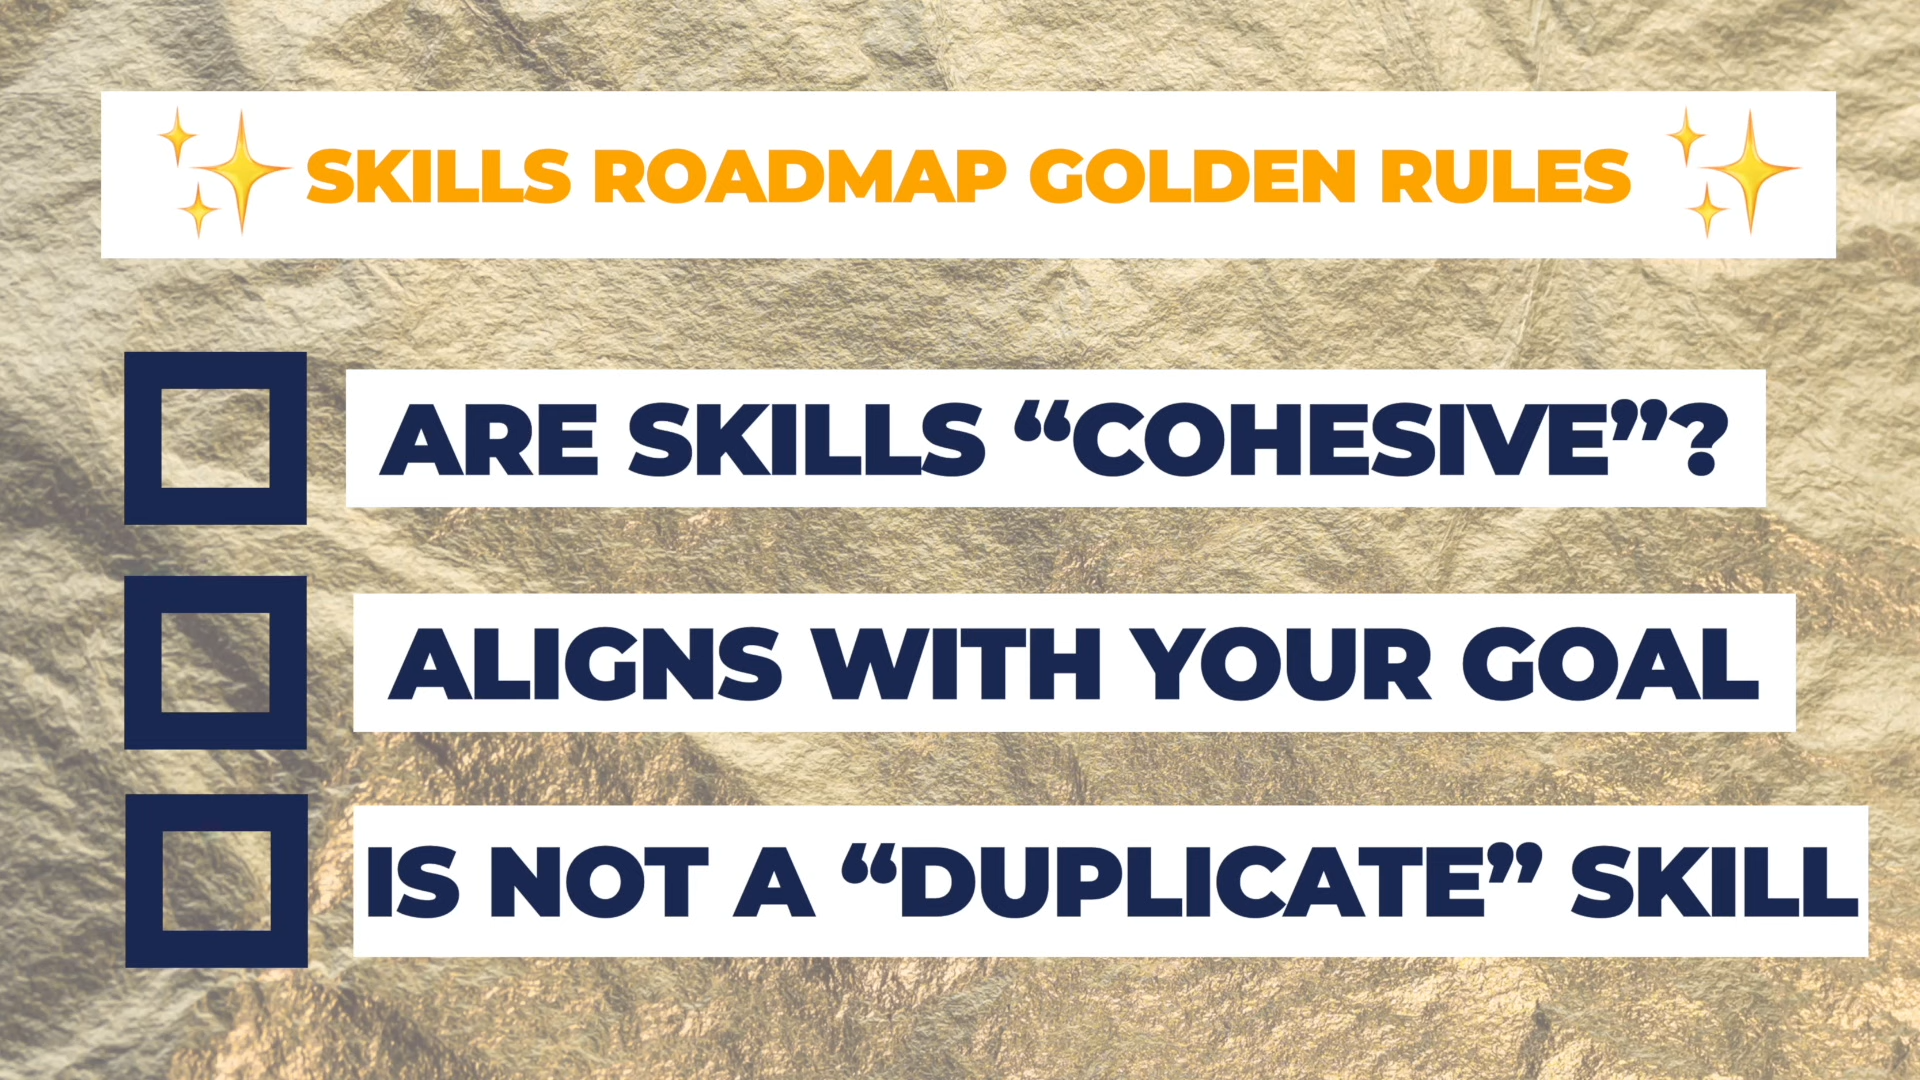 SKILLS ROADMAP GOLDEN RULES
ARE SKILLS “COHESIVE”?
ALIGNS WITH YOUR GOAL
IS NOT A “DUPLICATE” SKILL